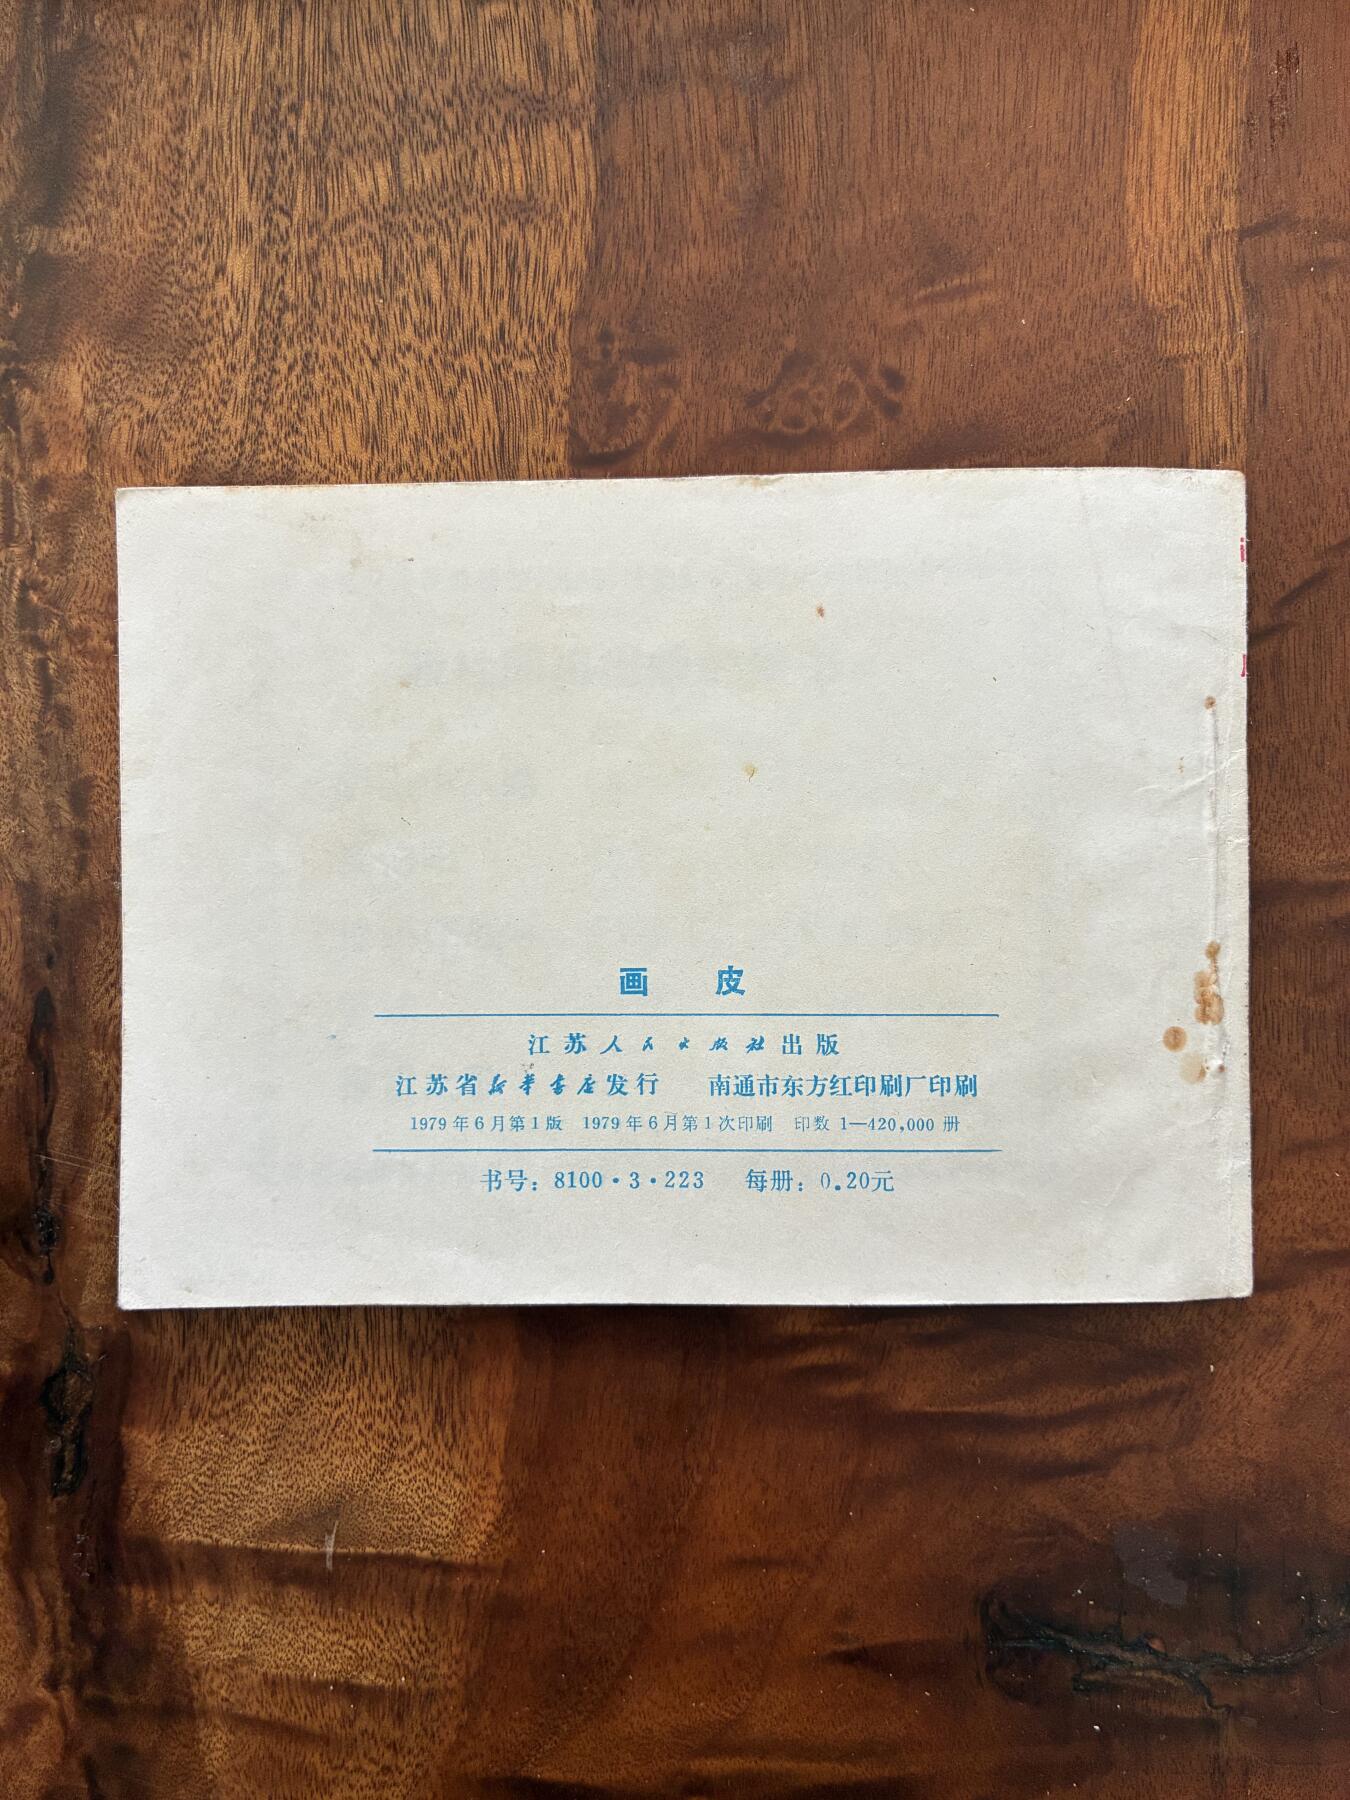 画 皮
江苏人民出版社出版
江苏省新华书店发行 南通市东方红印刷厂印刷
1979年6月第1版 1979年6月第1次印刷 印数 1—420,000 册
书号：8100·3·223 每册：0.20元